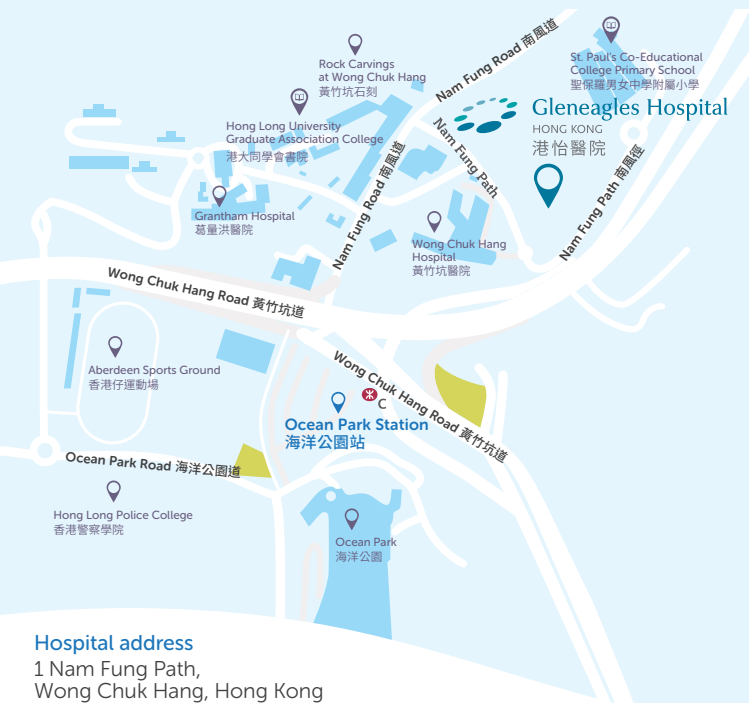 Nam Fung Road 南風道
Rock Carvings
at Wong Chuk Hang
黃竹坑石刻
St. Paul's Co-Educational
College Primary School
聖保羅男女中學附屬小學
Gleneagles Hospital
HONG KONG
港怡醫院
Hong Long University
Graduate Association College
港大同學會書院
Nam Fung Path
Nam Fung Road 南風道
Nam Fung Path 南風徑
Grantham Hospital
葛量洪醫院
Wong Chuk Hang
Hospital
黃竹坑醫院
Wong Chuk Hang Road 黃竹坑道
Aberdeen Sports Ground
香港仔運動場
Wong Chuk Hang Road 黃竹坑道
C
Ocean Park Station
海洋公園站
Ocean Park Road 海洋公園道
Hong Long Police College
香港警察學院
Ocean Park
海洋公園
Hospital address
1 Nam Fung Path,
Wong Chuk Hang, Hong Kong